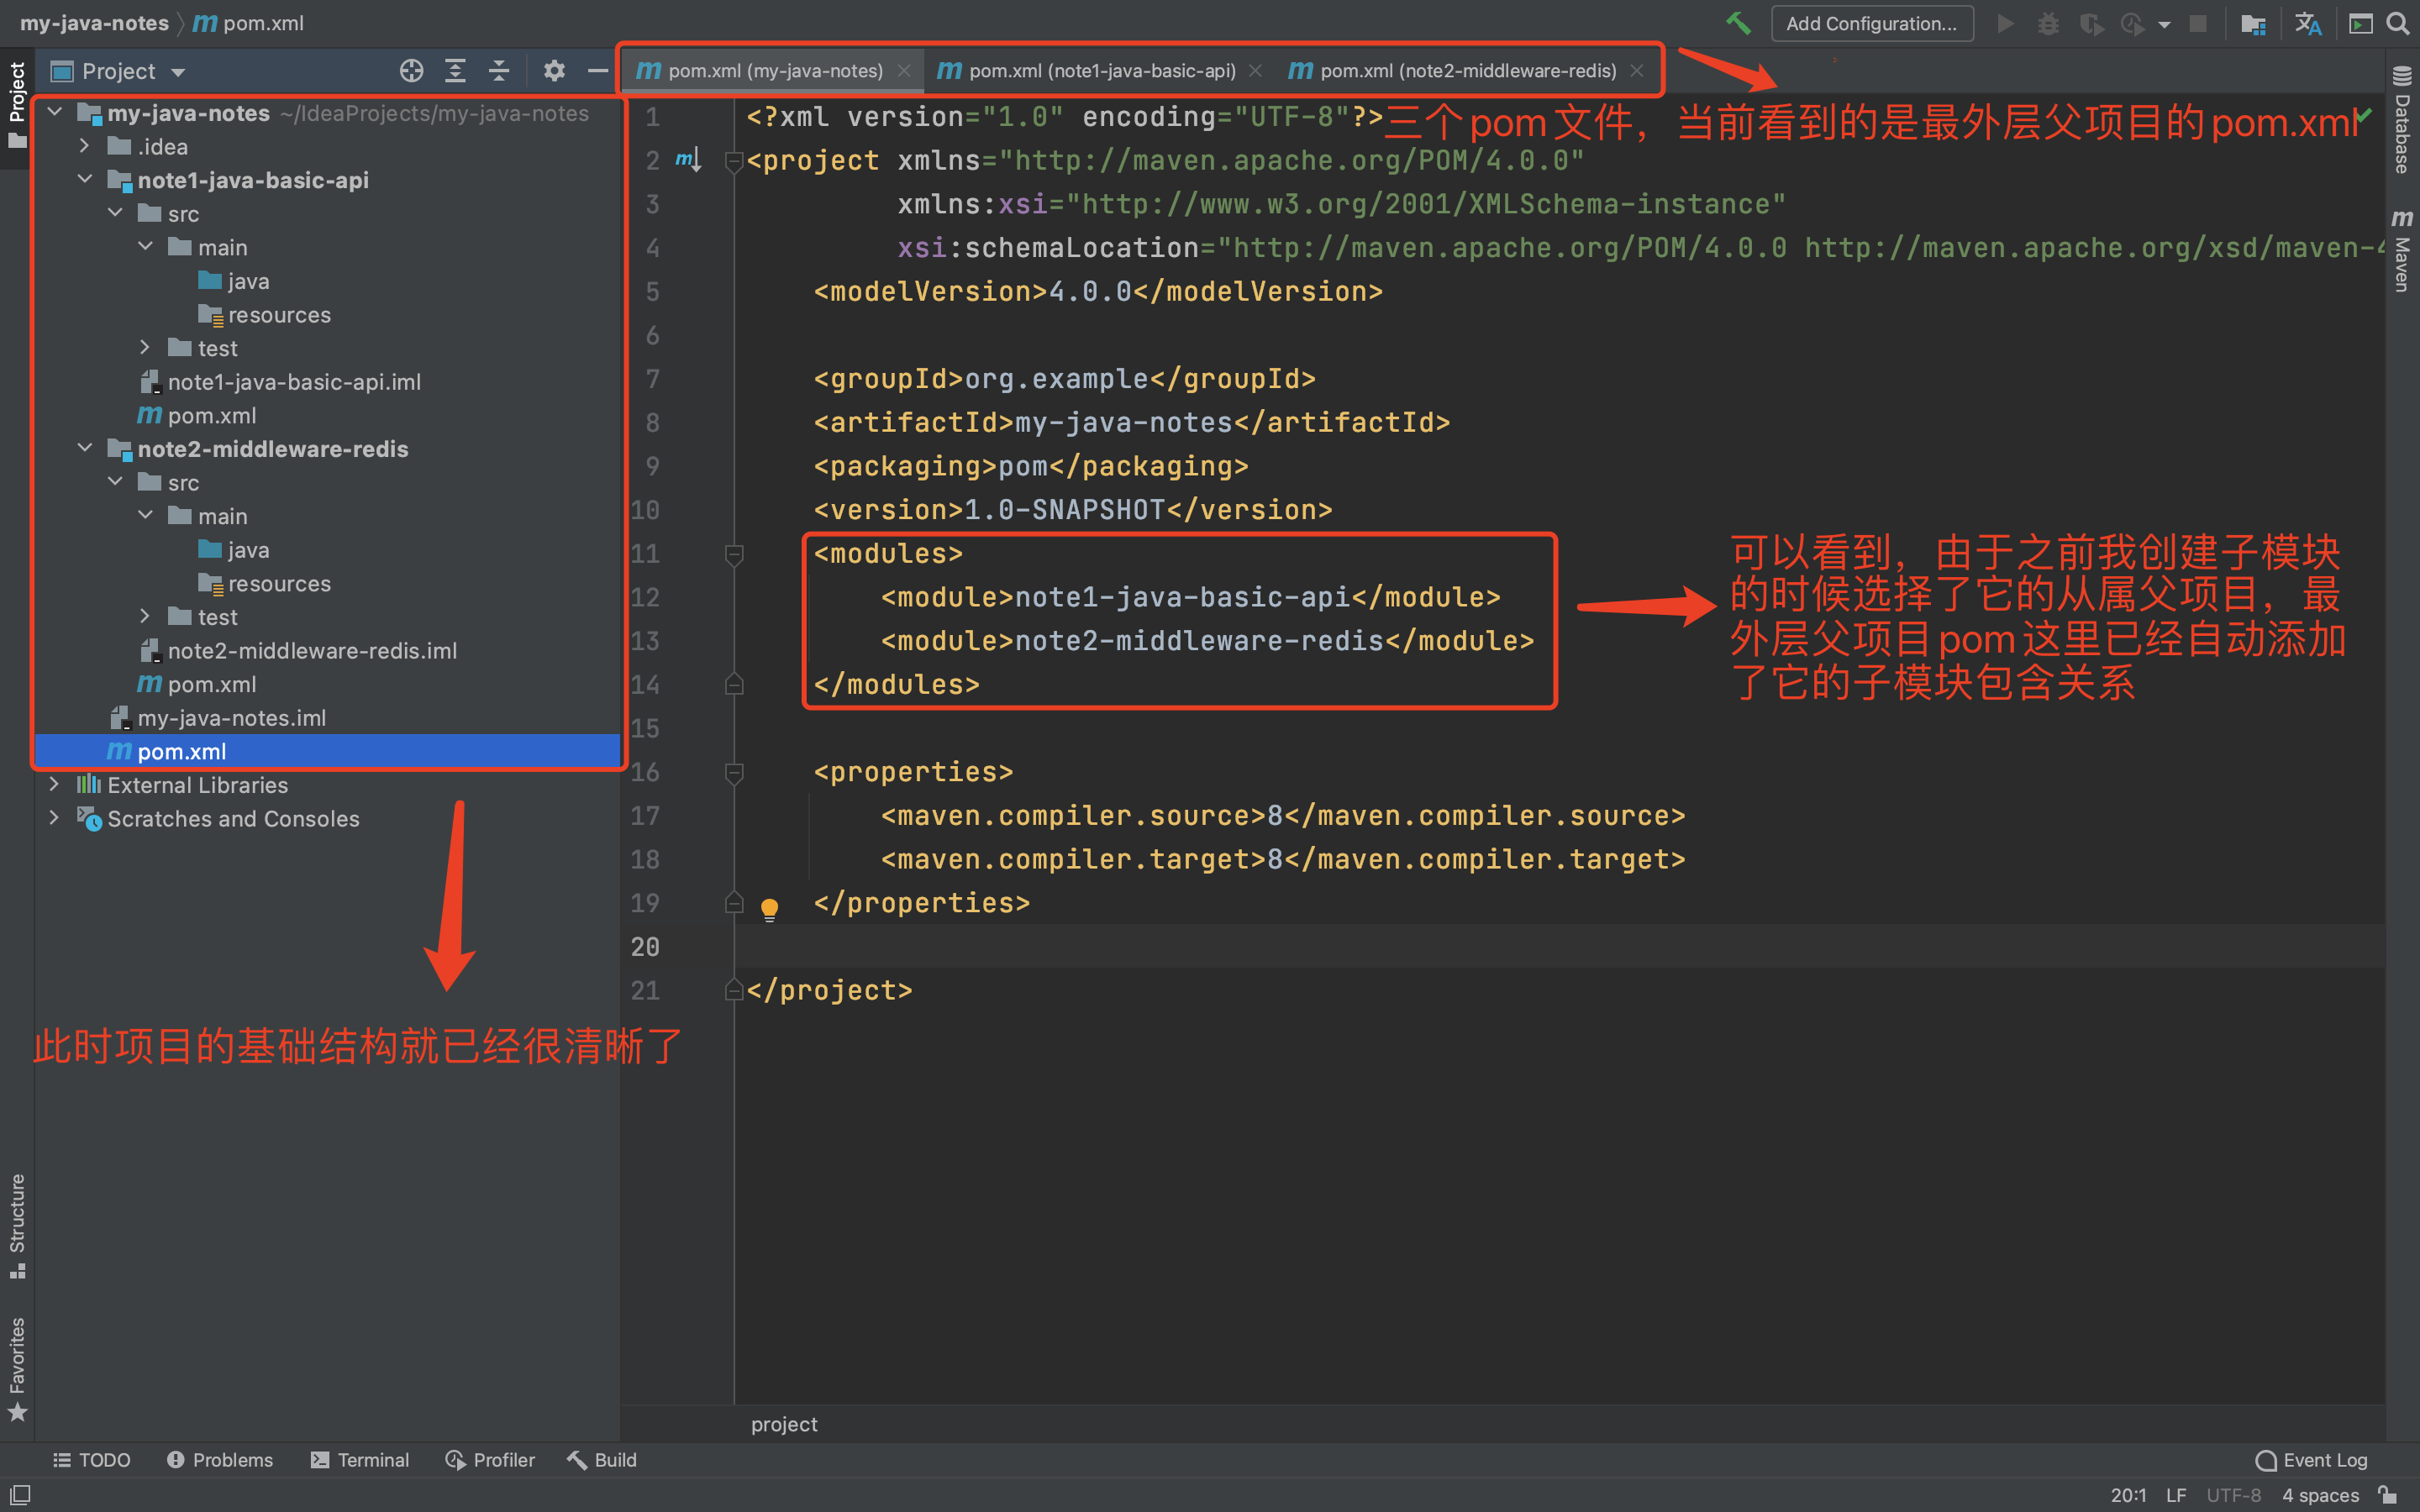 my-java-notes
pom.xml
Add Configuration...
Project
Project
my-java-notes ~/IdeaProjects/my-java-notes
.idea
note1-java-basic-api
src
main
java
resources
test
note1-java-basic-api.iml
pom.xml
note2-middleware-redis
src
main
java
resources
test
note2-middleware-redis.iml
pom.xml
my-java-notes.iml
pom.xml
External Libraries
Scratches and Consoles
此时项目的基础结构就已经很清晰了
pom.xml (my-java-notes)
pom.xml (note1-java-basic-api)
pom.xml (note2-middleware-redis)
三个pom文件，当前看到的是最外层父项目的pom.xml
1 <?xml version="1.0" encoding="UTF-8"?>
2 <project xmlns="http://maven.apache.org/POM/4.0.0"
3 xmlns:xsi="http://www.w3.org/2001/XMLSchema-instance"
4 xsi:schemaLocation="http://maven.apache.org/POM/4.0.0 http://maven.apache.org/xsd/maven-4
5 <modelVersion>4.0.0</modelVersion>
6
7 <groupId>org.example</groupId>
8 <artifactId>my-java-notes</artifactId>
9 <packaging>pom</packaging>
10 <version>1.0-SNAPSHOT</version>
11 <modules>
12 <module>note1-java-basic-api</module>
13 <module>note2-middleware-redis</module>
14 </modules>
15
16 <properties>
17 <maven.compiler.source>8</maven.compiler.source>
18 <maven.compiler.target>8</maven.compiler.target>
19 </properties>
20
21 </project>
可以看到，由于之前我创建子模块
的时候选择了它的从属父项目，最
外层父项目pom这里已经自动添加
了它的子模块包含关系
Database
Maven
Structure
Favorites
project
TODO
Problems
Terminal
Profiler
Build
Event Log
20:1 LF UTF-8 4 spaces